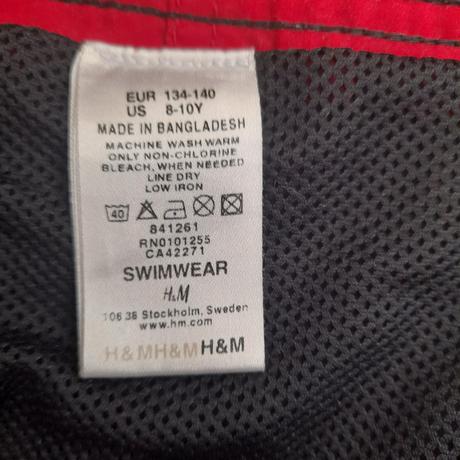 EUR 134-140
US 8-10Y
MADE IN BANGLADESH
MACHINE WASH WARM
ONLY NON-CHLORINE
BLEACH, WHEN NEEDED
LINE DRY
LOW IRON
40
841261
RN0101255
CA42271
SWIMWEAR
H&M
106 38 Stockholm, Sweden
www.hm.com
H&MH&MH&M